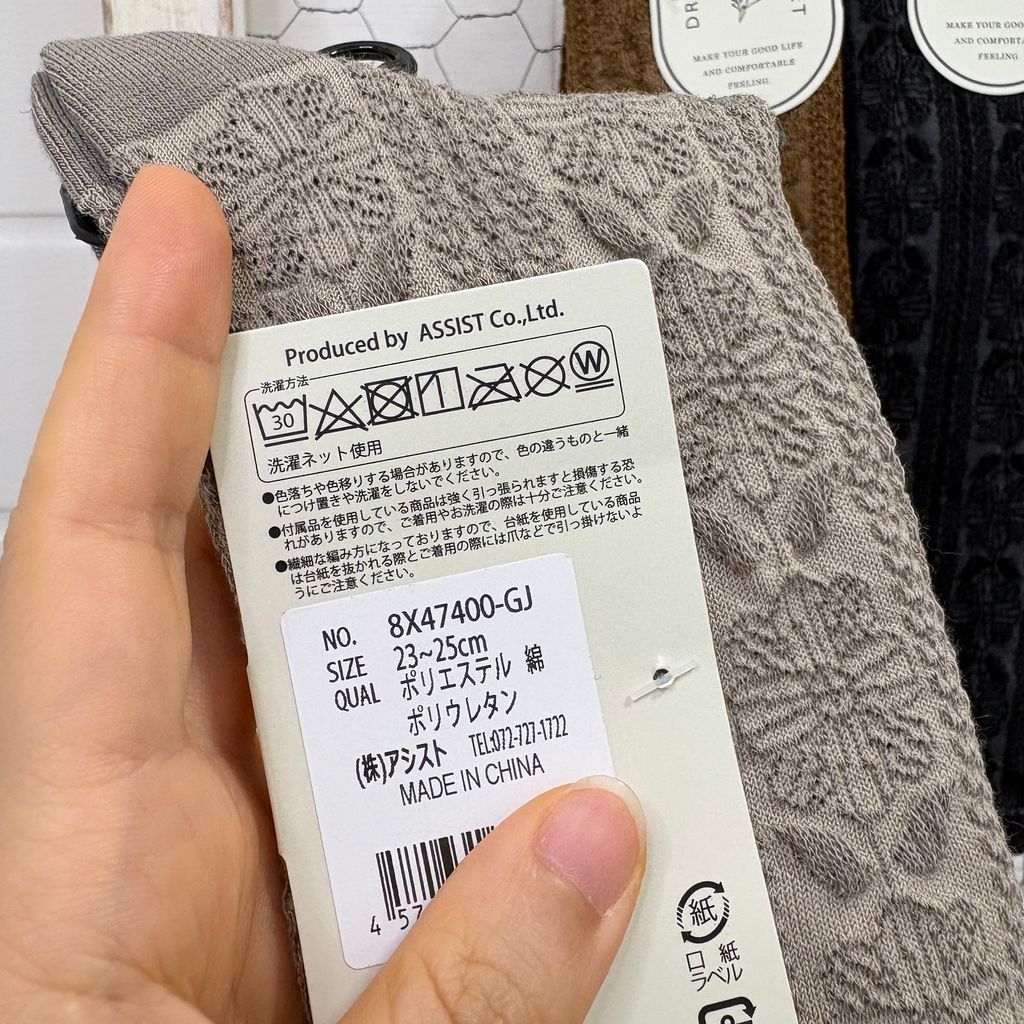 MAKE YOUR GOOD LIFE
AND COMFORTABLE
FEELING.
MAKE YOUR GOOD
AND COMFORTA
FEELING
Produced by ASSIST Co.,Ltd.
洗濯方法
30
W
洗濯ネット使用
●色落ちや色移りする場合がありますので、色の違うものと一緒
につけ置きや洗濯をしないでください。
●付属品を使用している商品は強く引っ張られますと損傷する恐
れがありますので、ご着用やお洗濯の際は十分ご注意ください。
●繊細な編み方になっておりますので、台紙を使用している商品
は台紙を抜かれる際とご着用の際には爪などで引っ掛けないよ
うにご注意ください。
NO. 8X47400-GJ
SIZE 23~25cm
QUAL ポリエステル 綿
ポリウレタン
(株)アシスト TEL:072-727-1722
MADE IN CHINA
4 57
紙
口 紙
ラベル